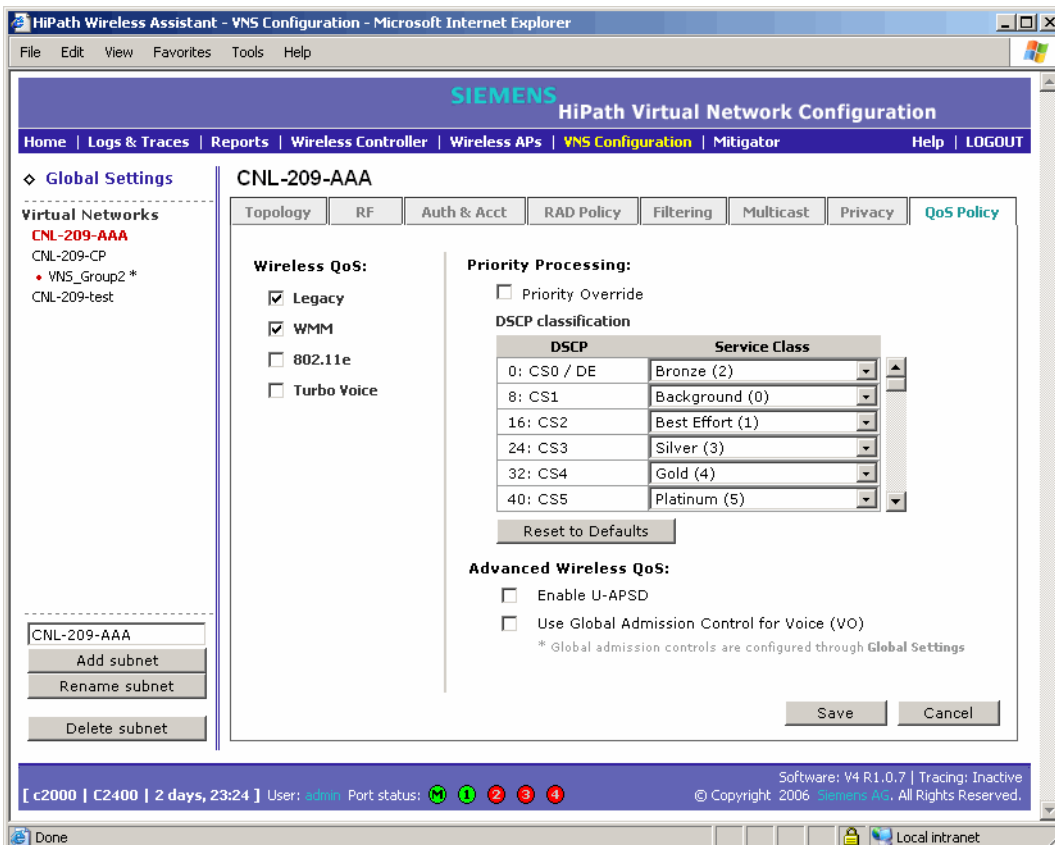 HiPath Wireless Assistant - VNS Configuration - Microsoft Internet Explorer
File Edit View Favorites Tools Help
SIEMENS
HiPath Virtual Network Configuration
Home | Logs & Traces | Reports | Wireless Controller | Wireless APs | VNS Configuration | Mitigator Help | LOGOUT
Global Settings
Virtual Networks
CNL-209-AAA
CNL-209-CP
VNS_Group2 *
CNL-209-test
CNL-209-AAA
Add subnet
Rename subnet
Delete subnet
CNL-209-AAA
Topology RF Auth & Acct RAD Policy Filtering Multicast Privacy QoS Policy
Wireless QoS:
Legacy
WMM
802.11e
Turbo Voice
Priority Processing:
Priority Override
DSCP classification
DSCP Service Class
0: CS0 / DE Bronze (2)
8: CS1 Background (0)
16: CS2 Best Effort (1)
24: CS3 Silver (3)
32: CS4 Gold (4)
40: CS5 Platinum (5)
Reset to Defaults
Advanced Wireless QoS:
Enable U-APSD
Use Global Admission Control for Voice (VO)
* Global admission controls are configured through Global Settings
Save Cancel
[ c2000 | C2400 | 2 days, 23:24 ] User: admin Port status: M 1 2 3 4
Software: V4 R1.0.7 | Tracing: Inactive
© Copyright 2006 Siemens AG. All Rights Reserved.
Done
Local intranet